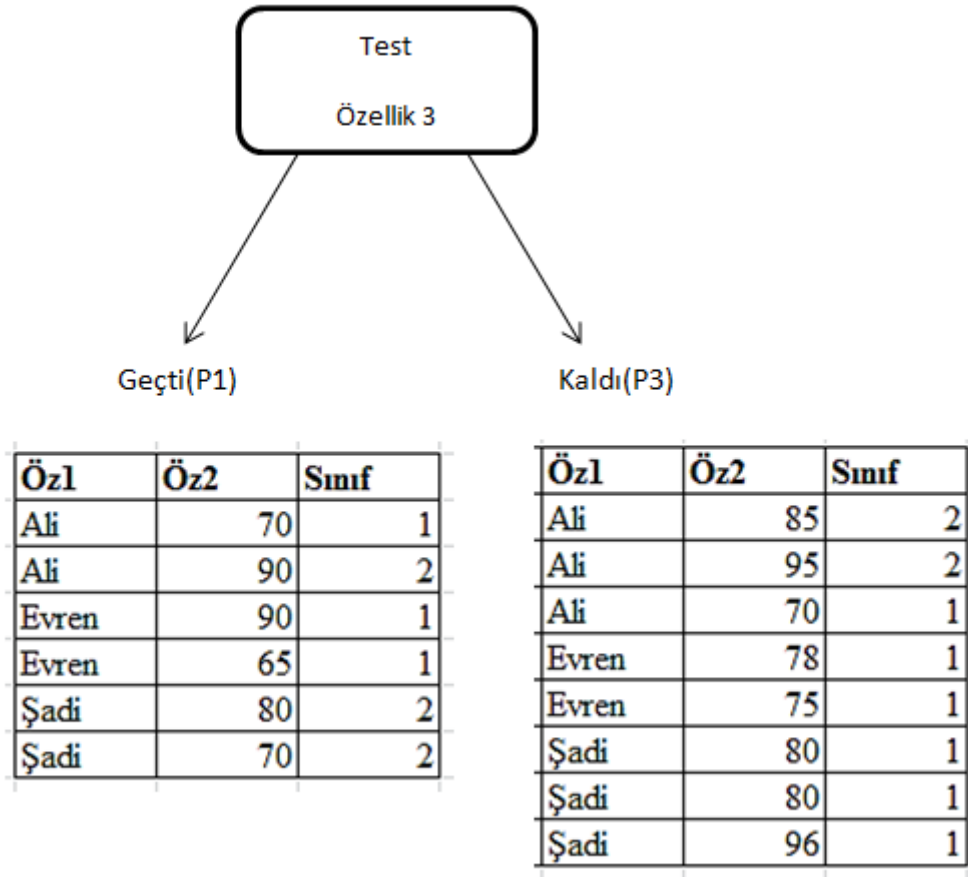 Test
Özellik 3
Geçti(P1)
Kaldı(P3)
Öz1 Öz2 Sınıf
Ali 70 1
Ali 90 2
Evren 90 1
Evren 65 1
Şadi 80 2
Şadi 70 2
Öz1 Öz2 Sınıf
Ali 85 2
Ali 95 2
Ali 70 1
Evren 78 1
Evren 75 1
Şadi 80 1
Şadi 80 1
Şadi 96 1